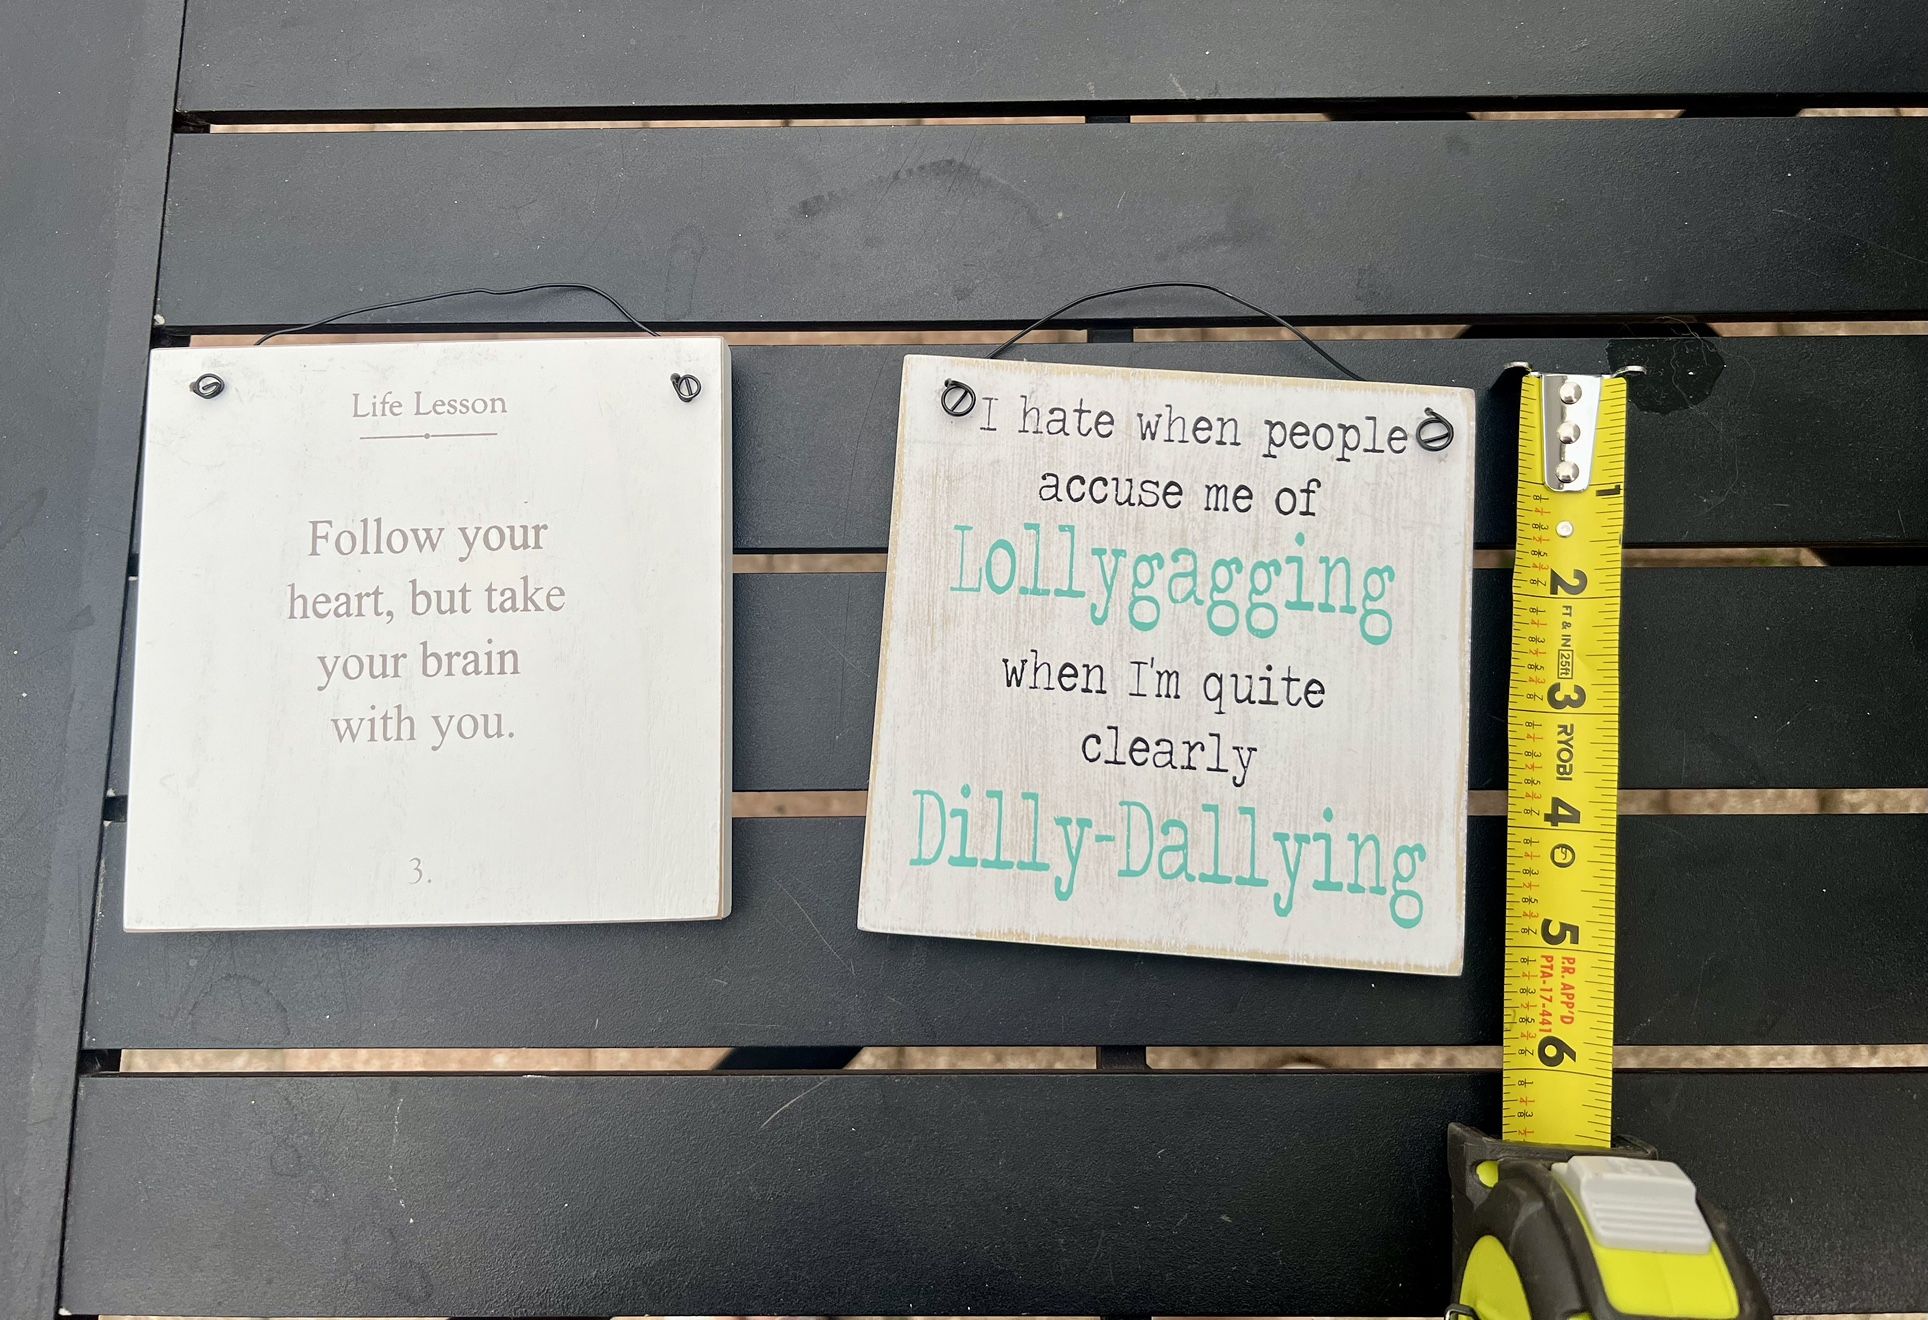 Life Lesson
Follow your
heart, but take
your brain
with you.
3.
I hate when people
accuse me of
Lollygagging
when I'm quite
clearly
Dilly-Dallying
1
2
FT & IN 25ft
3
RYOBI
4
5
P.R. APP'D
PTA-17-441
6